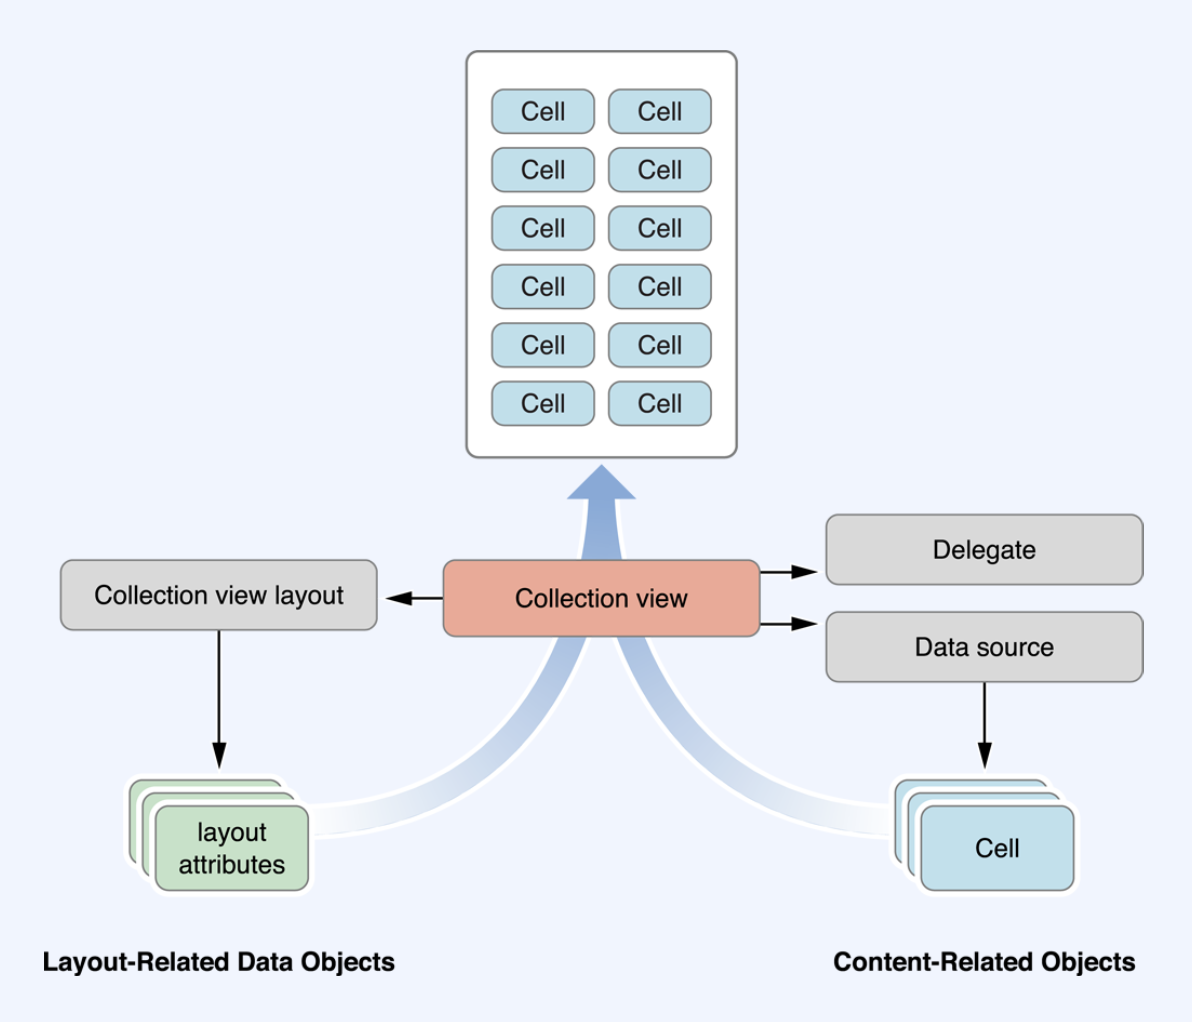 Cell Cell
Cell Cell
Cell Cell
Cell Cell
Cell Cell
Cell Cell
Delegate
Collection view layout
Collection view
Data source
layout
attributes
Cell
Layout-Related Data Objects
Content-Related Objects